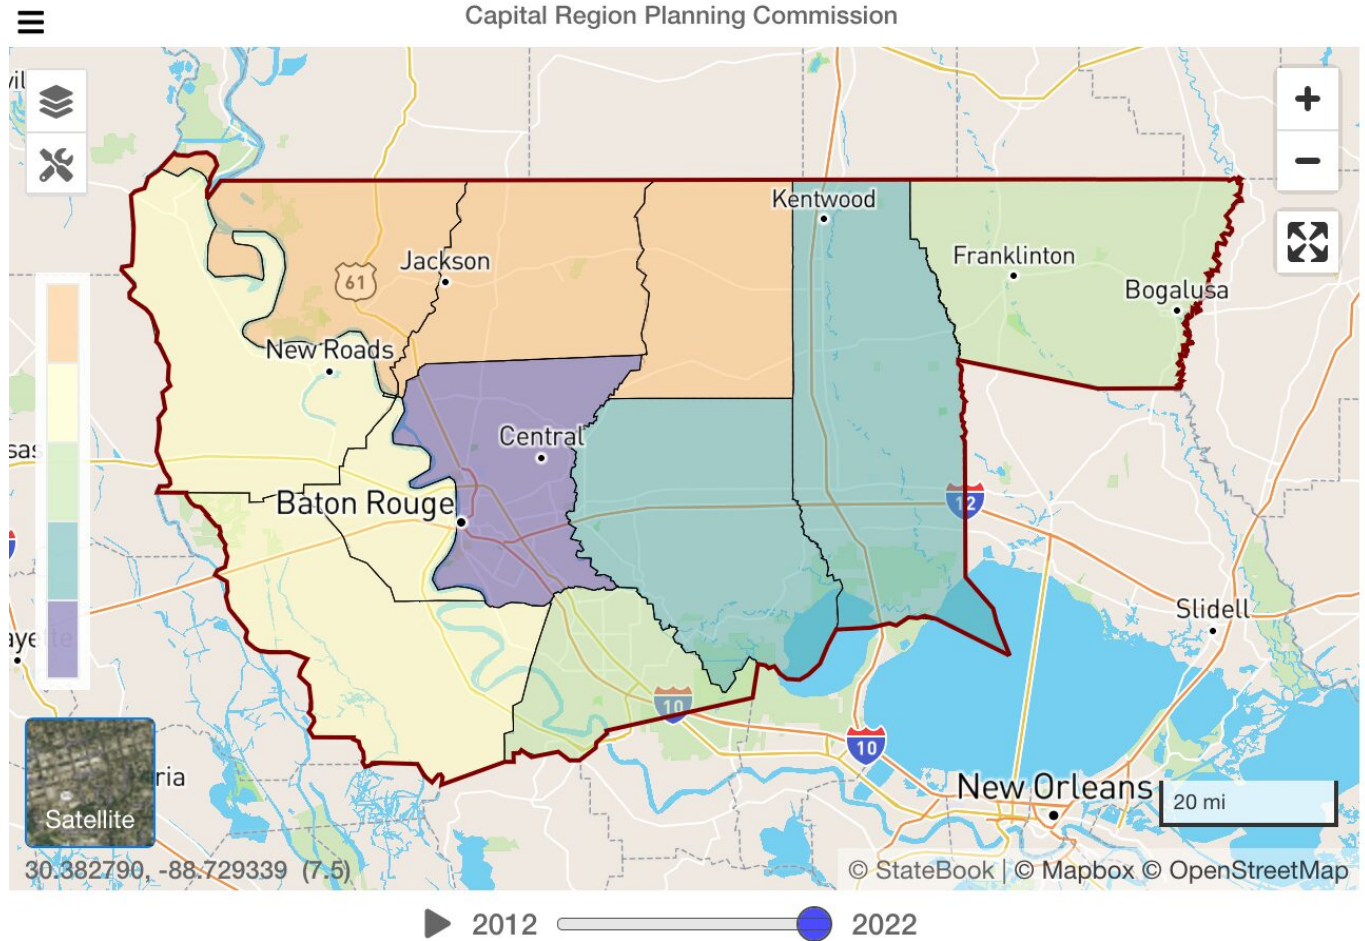 Capital Region Planning Commission
Kentwood
Franklinton
Jackson
61
Bogalusa
New Roads
Central
Baton Rouge
12
Slidell
10
10
New Orleans
20 mi
Satellite
30.382790, -88.729339 (7.5)
© StateBook | © Mapbox © OpenStreetMap
2012
2022